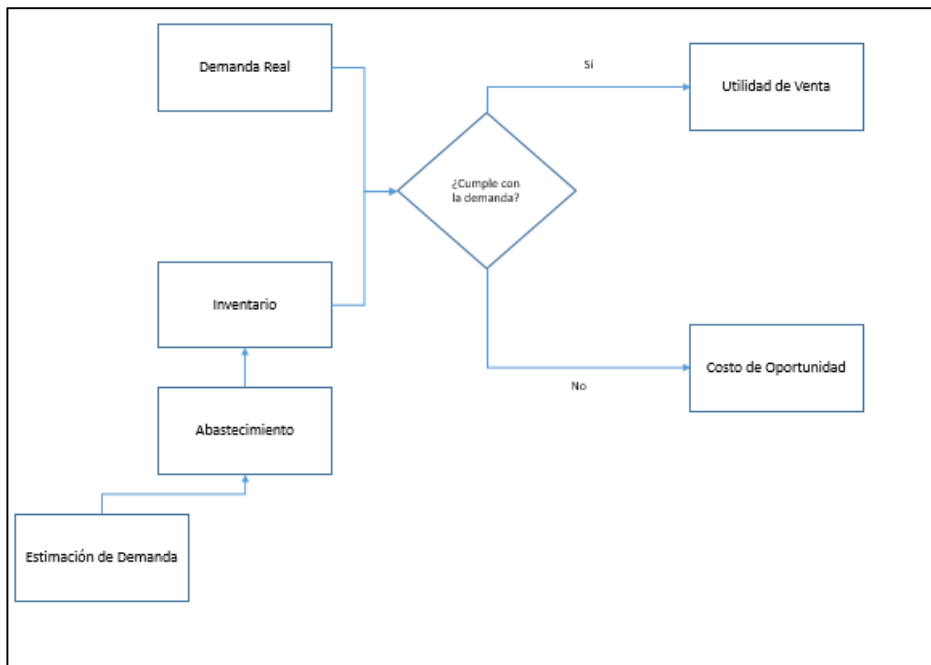 Demanda Real
Sí
Utilidad de Venta
¿Cumple con
la demanda?
Inventario
Costo de Oportunidad
No
Abastecimiento
Estimación de Demanda